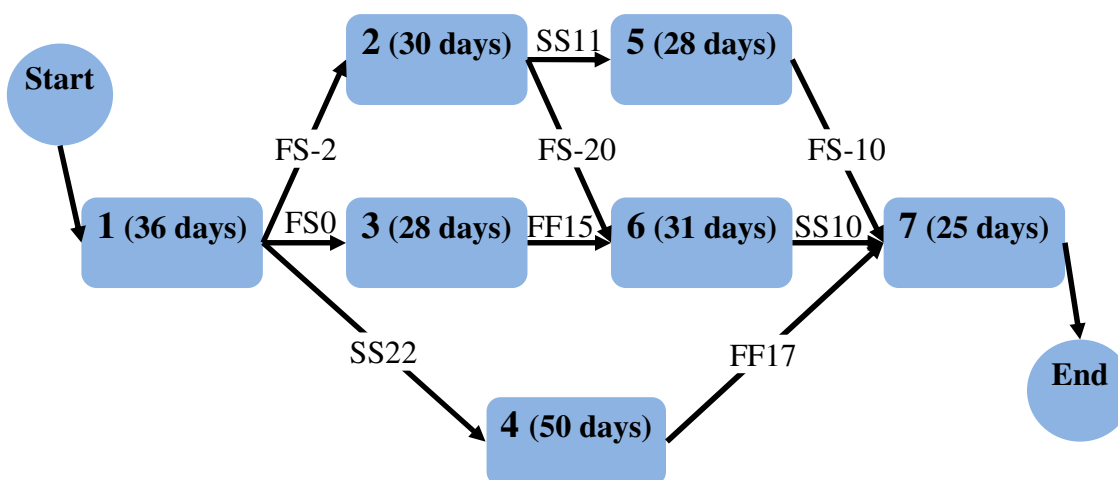 2 (30 days)
SS11
5 (28 days)
Start
FS-2
FS-20
FS-10
1 (36 days)
FS0
3 (28 days)
FF15
6 (31 days)
SS10
7 (25 days)
SS22
FF17
End
4 (50 days)